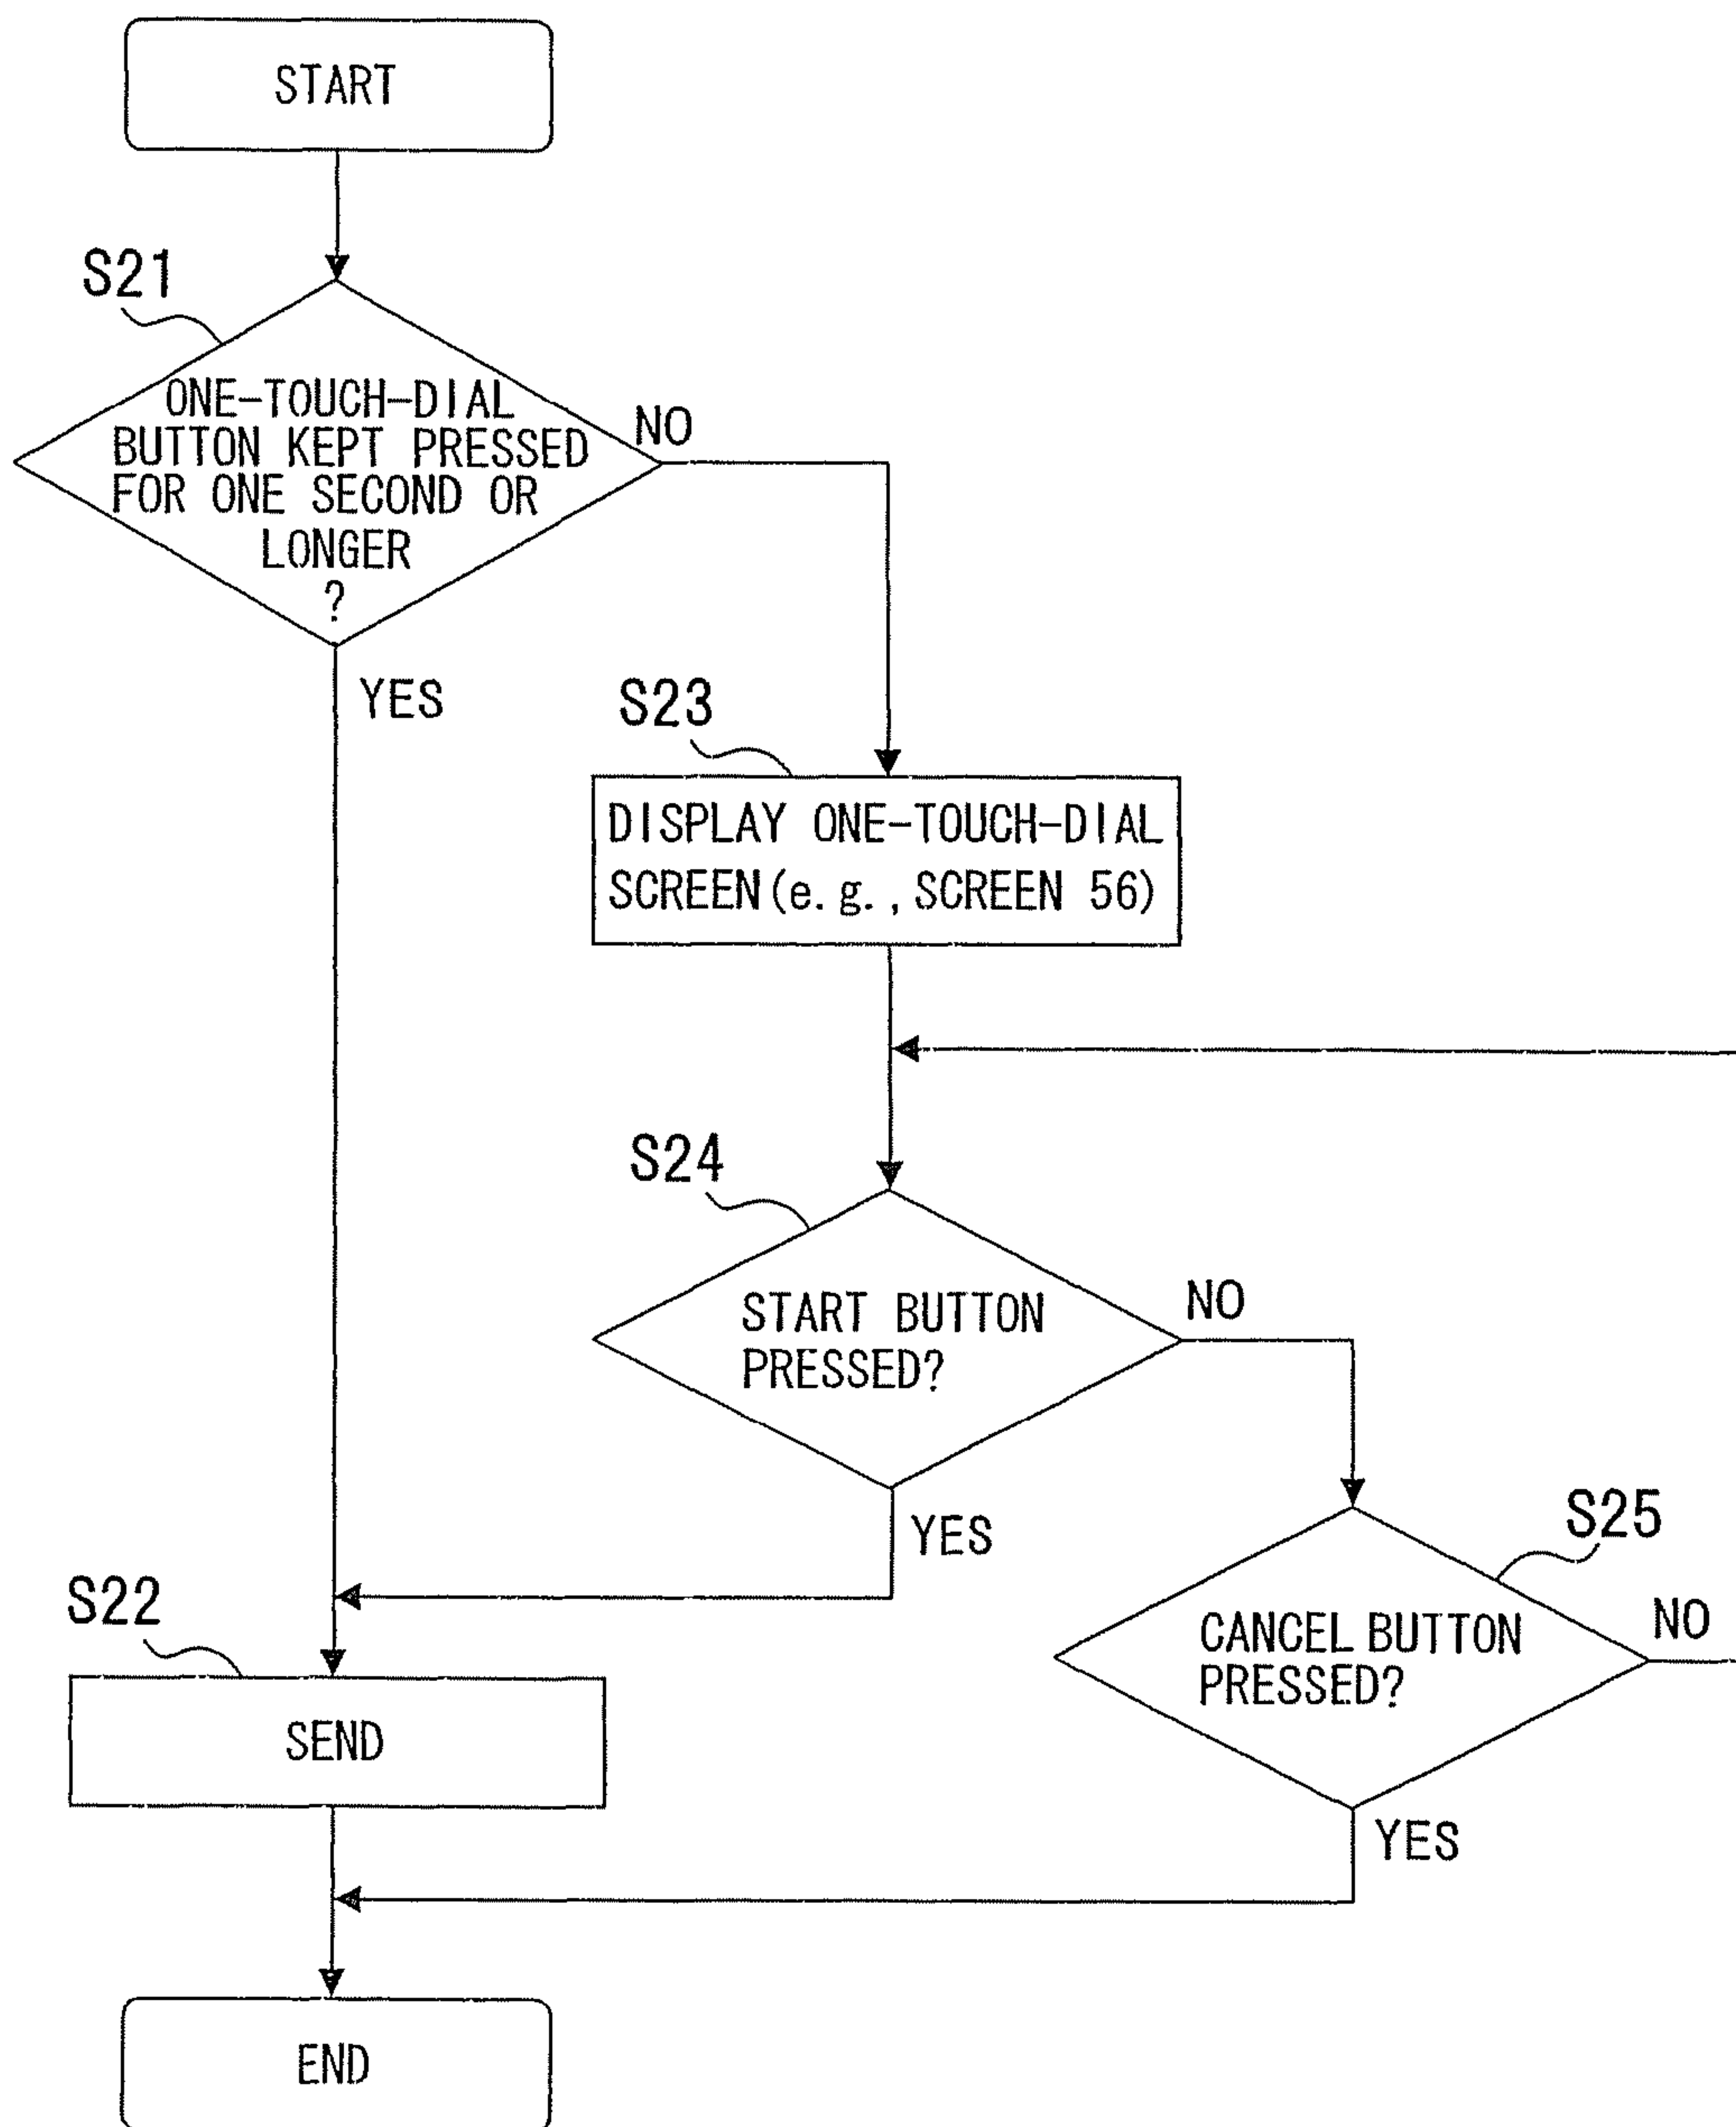 START
S21
ONE-TOUCH-DIAL
BUTTON KEPT PRESSED
FOR ONE SECOND OR
LONGER
?
NO
YES
S23
DISPLAY ONE-TOUCH-DIAL
SCREEN(e.g.,SCREEN 56)
S24
START BUTTON
PRESSED?
NO
YES
S25
CANCEL BUTTON
PRESSED?
NO
YES
S22
SEND
END